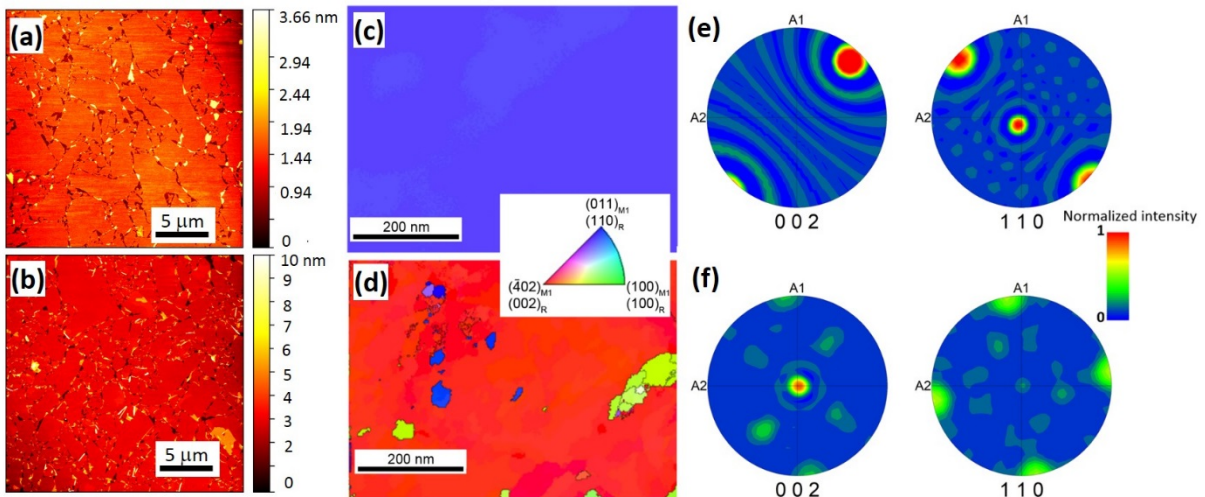 (a)
3.66 nm
2.94
2.44
1.94
1.44
0.94
0
5 μm
(b)
10 nm
9
8
7
6
5
4
3
2
1
0
5 μm
(c)
200 nm
(011)M1
(110)R
(4̄02)M1
(002)R
(100)M1
(100)R
(d)
200 nm
(e)
A1
A2
0 0 2
A1
A2
1 1 0
Normalized intensity
1
0
(f)
A1
A2
0 0 2
A1
A2
1 1 0